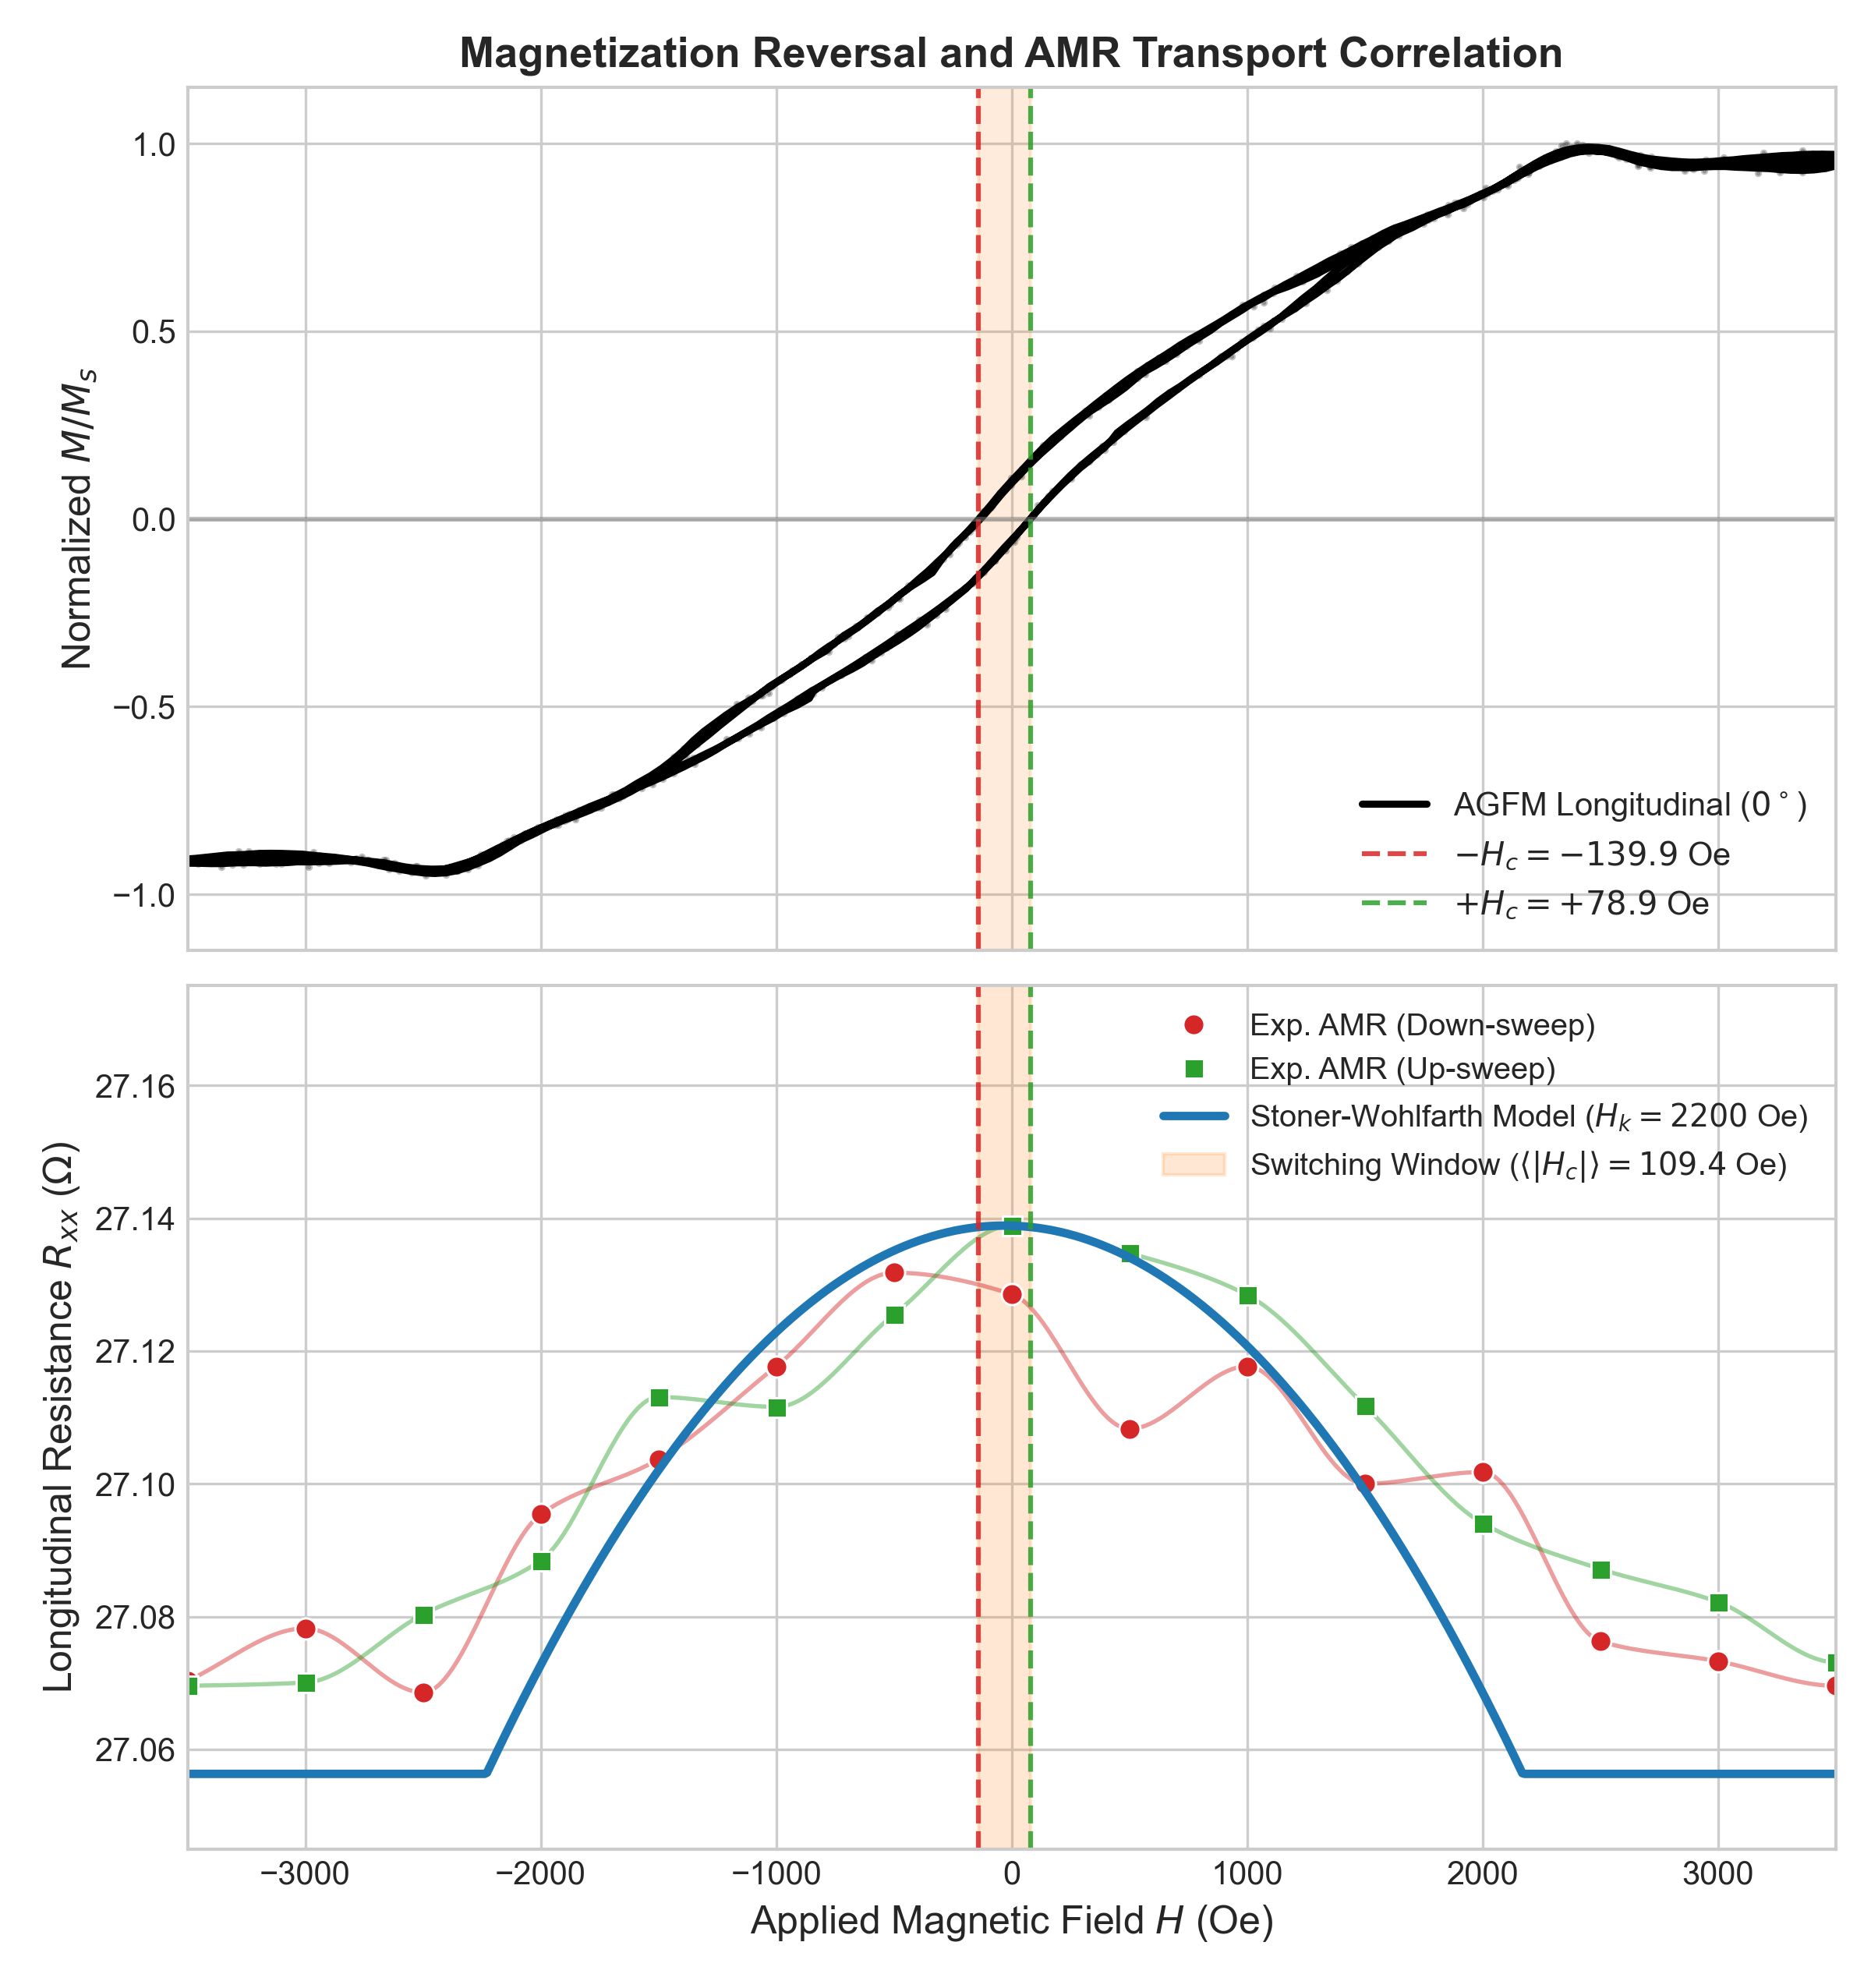 Magnetization Reversal and AMR Transport Correlation
Normalized M/Mₛ
1.0
0.5
0.0
−0.5
−1.0
AGFM Longitudinal (0°)
−H_c = −139.9 Oe
+H_c = +78.9 Oe
Longitudinal Resistance Rₓₓ (Ω)
27.16
27.14
27.12
27.10
27.08
27.06
Exp. AMR (Down-sweep)
Exp. AMR (Up-sweep)
Stoner-Wohlfarth Model (H_k = 2200 Oe)
Switching Window (⟨|H_c|⟩ = 109.4 Oe)
−3000 −2000 −1000 0 1000 2000 3000
Applied Magnetic Field H (Oe)